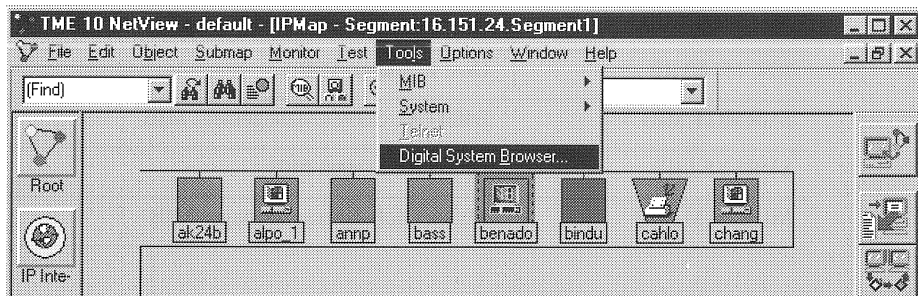 TME 10 NetView - default - [IPMap - Segment:16.151.24.Segment1]
File Edit Object Submap Monitor Test Tools Options Window Help
(Find)
MIB
System
Telnet
Digital System Browser...
Root
ak24b alpo_1 annp bass benado bindu cahlo chang
IP Inte-